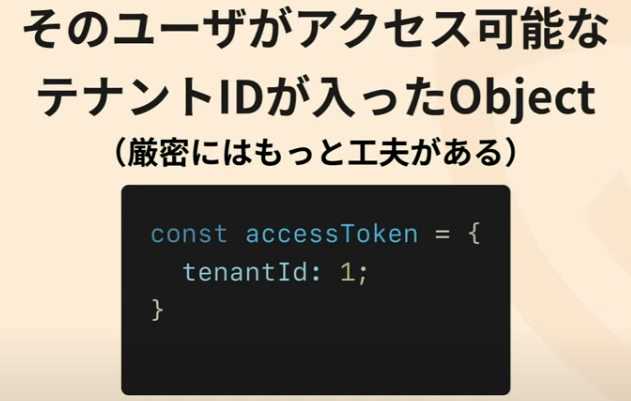 そのユーザがアクセス可能な
テナントIDが入ったObject
（厳密にはもっと工夫がある）
const accessToken = {
  tenantId: 1;
}